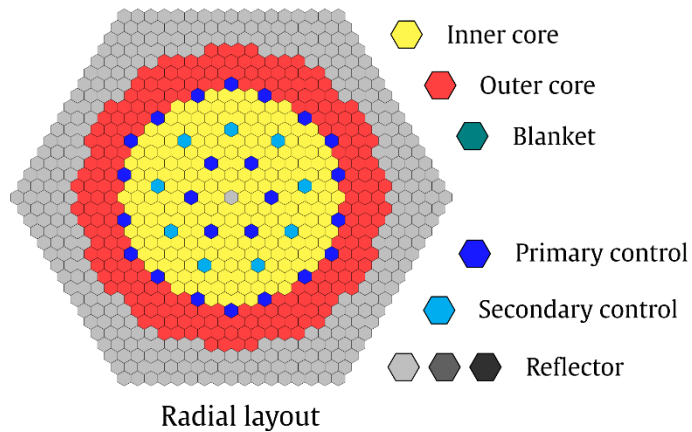 Inner core
Outer core
Blanket
Primary control
Secondary control
Reflector
Radial layout